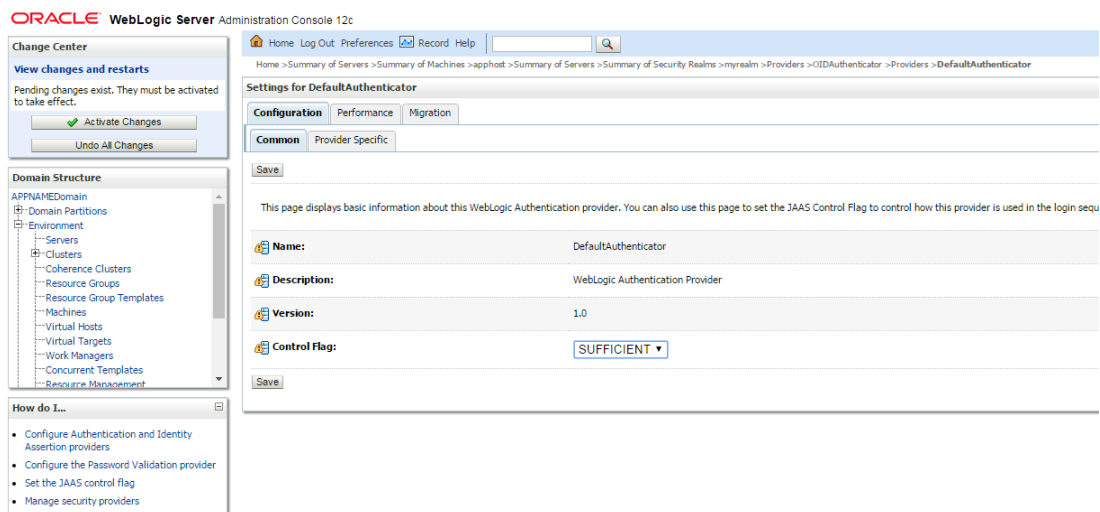 ORACLE WebLogic Server Administration Console 12c
Change Center
View changes and restarts
Pending changes exist. They must be activated
to take effect.
Activate Changes
Undo All Changes
Domain Structure
APPNAMEDomain
Domain Partitions
Environment
Servers
Clusters
Coherence Clusters
Resource Groups
Resource Group Templates
Machines
Virtual Hosts
Virtual Targets
Work Managers
Concurrent Templates
Resource Management
How do I...
Configure Authentication and Identity
Assertion providers
Configure the Password Validation provider
Set the JAAS control flag
Manage security providers
Home Log Out Preferences Record Help
Home >Summary of Servers >Summary of Machines >apphost >Summary of Servers >Summary of Security Realms >myrealm >Providers >OIDAuthenticator >Providers >DefaultAuthenticator
Settings for DefaultAuthenticator
Configuration Performance Migration
Common Provider Specific
Save
This page displays basic information about this WebLogic Authentication provider. You can also use this page to set the JAAS Control Flag to control how this provider is used in the login sequ
Name: DefaultAuthenticator
Description: WebLogic Authentication Provider
Version: 1.0
Control Flag: SUFFICIENT
Save